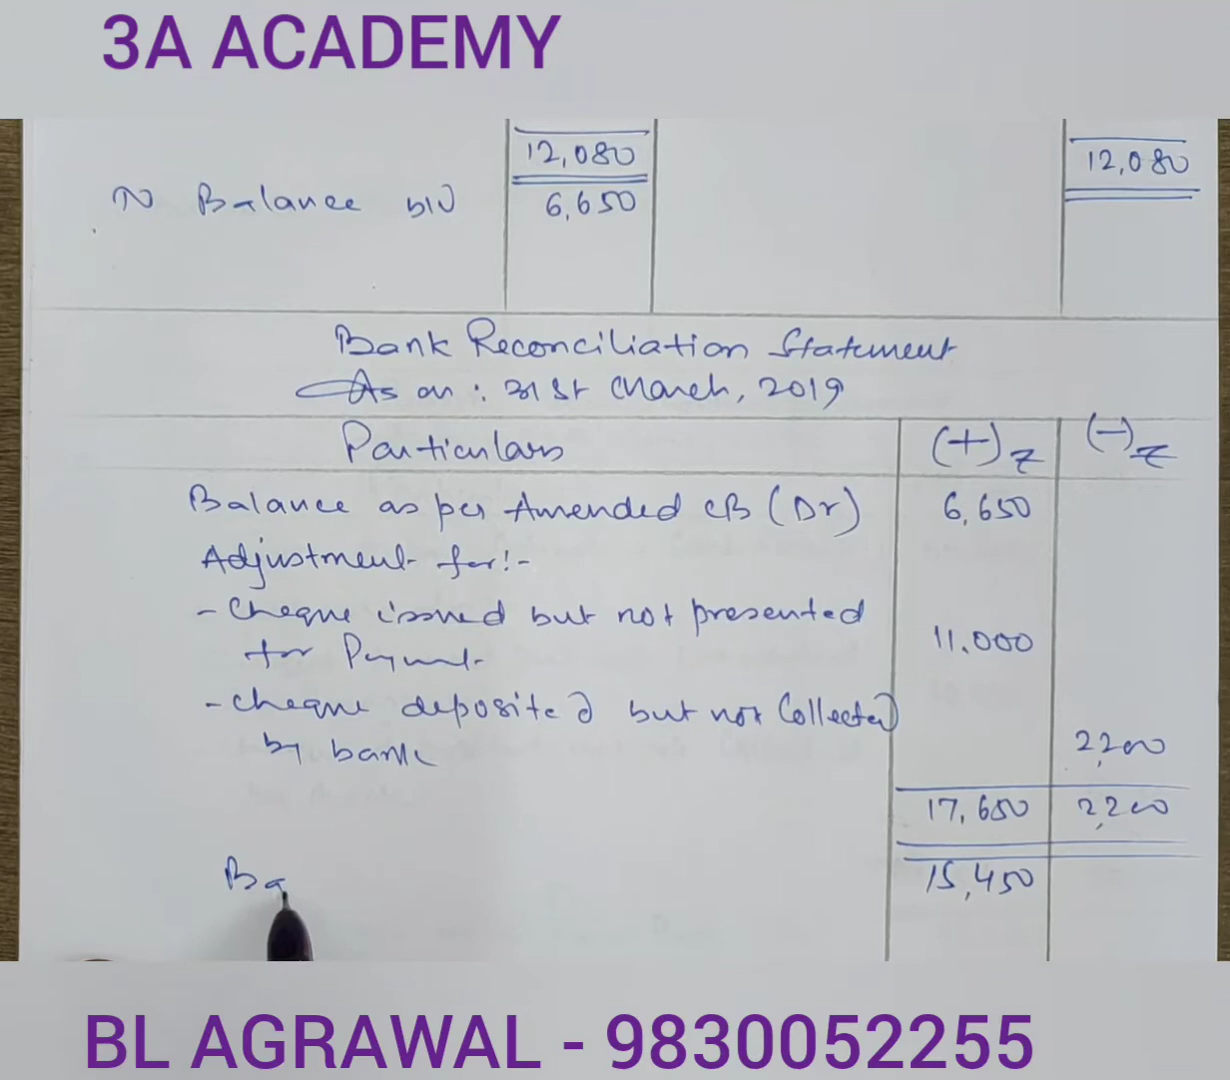 3A ACADEMY
12,080 12,080
To Balance b/d 6,650
Bank Reconciliation Statement
As on : 31st March, 2019
Particulars (+) ₹ (-) ₹
Balance as per Amended CB (Dr) 6,650
Adjustment for:-
- Cheque issued but not presented
for Payment 11,000
- Cheque deposited but not Collected
by bank 2,200
17,650 2,200
15,450
Ba
BL AGRAWAL - 9830052255